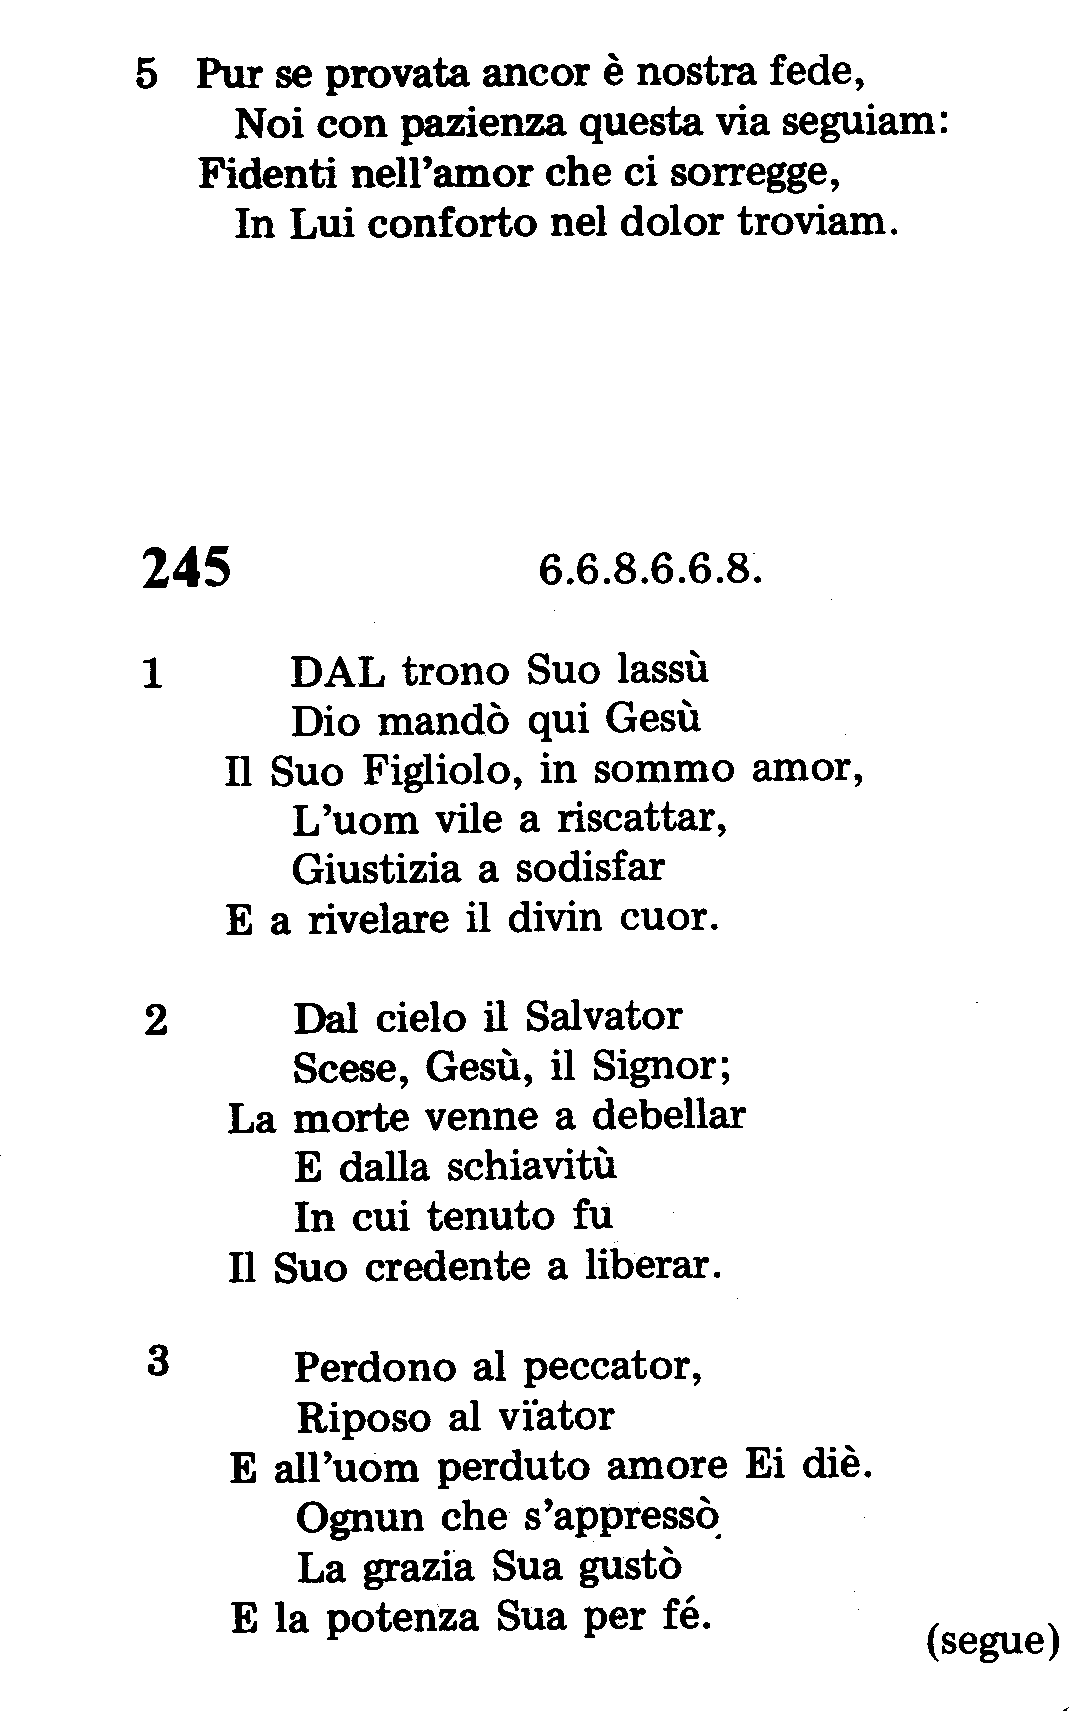 5 Pur se provata ancor è nostra fede,
Noi con pazienza questa via seguiam:
Fidenti nell'amor che ci sorregge,
In Lui conforto nel dolor troviam.
245 6.6.8.6.6.8.
1 DAL trono Suo lassù
Dio mandò qui Gesù
Il Suo Figliolo, in sommo amor,
L'uom vile a riscattar,
Giustizia a sodisfar
E a rivelare il divin cuor.
2 Dal cielo il Salvator
Scese, Gesù, il Signor;
La morte venne a debellar
E dalla schiavitù
In cui tenuto fu
Il Suo credente a liberar.
3 Perdono al peccator,
Riposo al vïator
E all'uom perduto amore Ei diè.
Ognun che s'appressò
La grazia Sua gustò
E la potenza Sua per fé.
(segue)